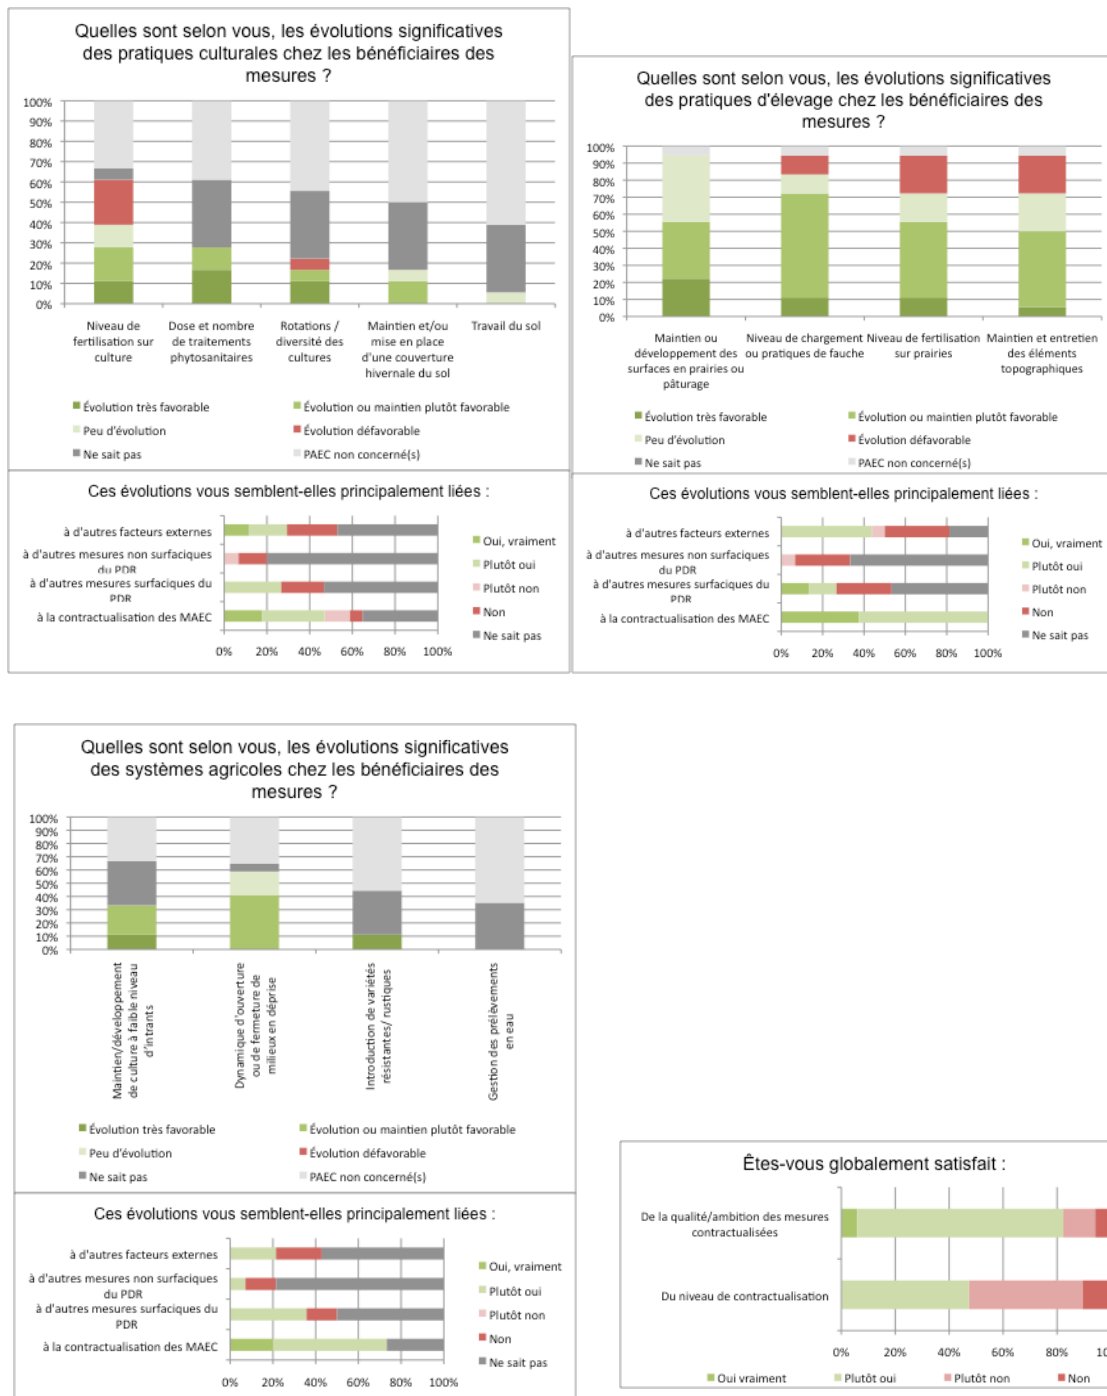 Quelles sont selon vous, les évolutions significatives
des pratiques culturales chez les bénéficiaires des
mesures ?
100%
90%
80%
70%
60%
50%
40%
30%
20%
10%
0%
Niveau de
fertilisation sur
culture
Dose et nombre
de traitements
phytosanitaires
Rotations /
diversité des
cultures
Maintien et/ou
mise en place
d'une couverture
hivernale du sol
Travail du sol
Évolution très favorable
Évolution ou maintien plutôt favorable
Peu d'évolution
Évolution défavorable
Ne sait pas
PAEC non concerné(s)
Ces évolutions vous semblent-elles principalement liées :
à d'autres facteurs externes
à d'autres mesures non surfaciques
du PDR
à d'autres mesures surfaciques du
PDR
à la contractualisation des MAEC
0% 20% 40% 60% 80% 100%
Oui, vraiment
Plutôt oui
Plutôt non
Non
Ne sait pas
Quelles sont selon vous, les évolutions significatives
des pratiques d'élevage chez les bénéficiaires des
mesures ?
100%
90%
80%
70%
60%
50%
40%
30%
20%
10%
0%
Maintien ou
développement des
surfaces en prairies ou
pâturage
Niveau de chargement
ou pratiques de fauche
Niveau de fertilisation
sur prairies
Maintien et entretien
des éléments
topographiques
Évolution très favorable
Évolution ou maintien plutôt favorable
Peu d'évolution
Évolution défavorable
Ne sait pas
PAEC non concerné(s)
Ces évolutions vous semblent-elles principalement liées :
à d'autres facteurs externes
à d'autres mesures non surfaciques
du PDR
à d'autres mesures surfaciques du
PDR
à la contractualisation des MAEC
0% 20% 40% 60% 80% 100%
Oui, vraiment
Plutôt oui
Plutôt non
Non
Ne sait pas
Quelles sont selon vous, les évolutions significatives
des systèmes agricoles chez les bénéficiaires des
mesures ?
100%
90%
80%
70%
60%
50%
40%
30%
20%
10%
0%
Maintien/développement
de culture à faible niveau
d'intrants
Dynamique d'ouverture
ou de fermeture de
milieux en déprise
Introduction de variétés
résistantes/ rustiques
Gestion des prélèvements
en eau
Évolution très favorable
Évolution ou maintien plutôt favorable
Peu d'évolution
Évolution défavorable
Ne sait pas
PAEC non concerné(s)
Ces évolutions vous semblent-elles principalement liées :
à d'autres facteurs externes
à d'autres mesures non surfaciques
du PDR
à d'autres mesures surfaciques du
PDR
à la contractualisation des MAEC
0% 20% 40% 60% 80% 100%
Oui, vraiment
Plutôt oui
Plutôt non
Non
Ne sait pas
Êtes-vous globalement satisfait :
De la qualité/ambition des mesures
contractualisées
Du niveau de contractualisation
0% 20% 40% 60% 80%
Oui vraiment
Plutôt oui
Plutôt non
Non